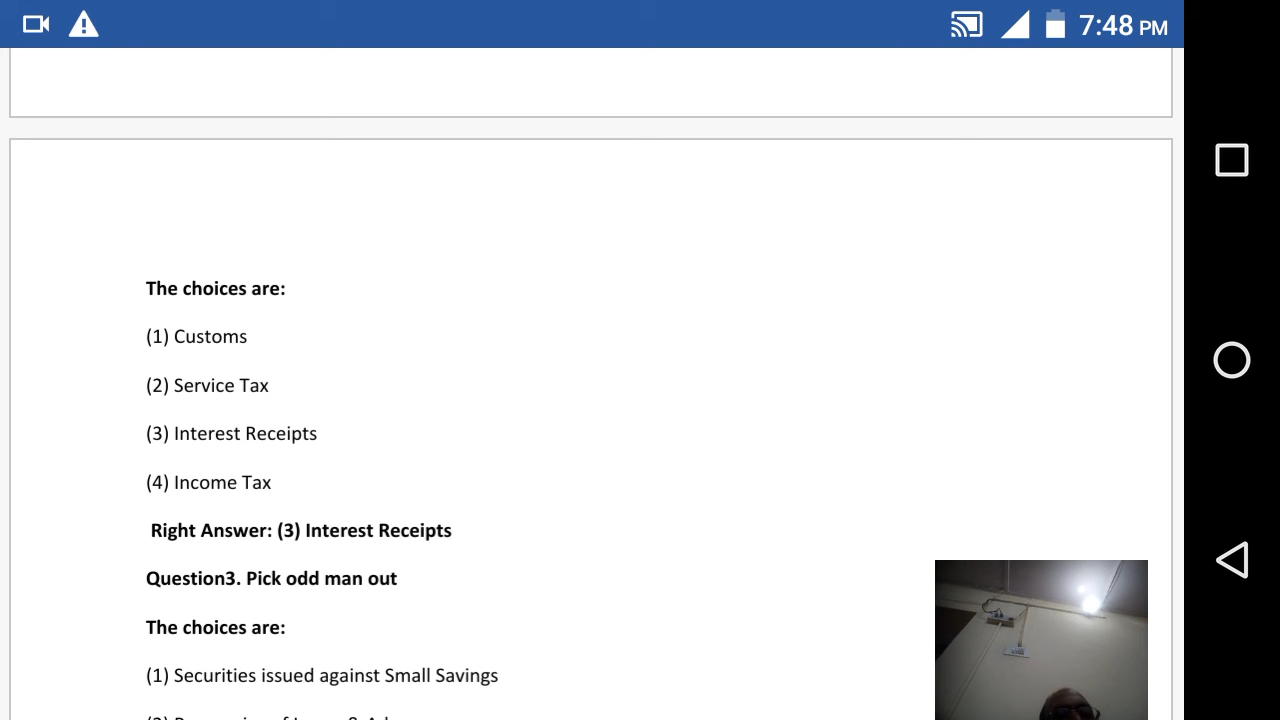 7:48 PM
The choices are:
(1) Customs
(2) Service Tax
(3) Interest Receipts
(4) Income Tax
Right Answer: (3) Interest Receipts
Question3. Pick odd man out
The choices are:
(1) Securities issued against Small Savings